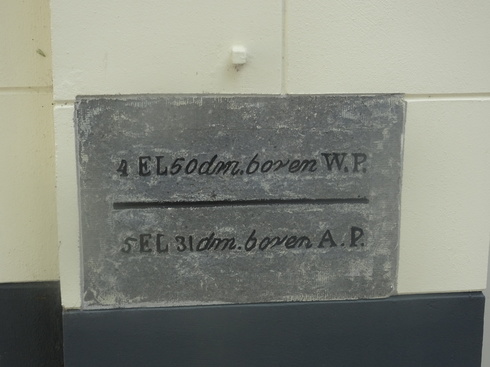 4 EL 50 dm. boven W.P.
5 EL 31 dm. boven A.P.